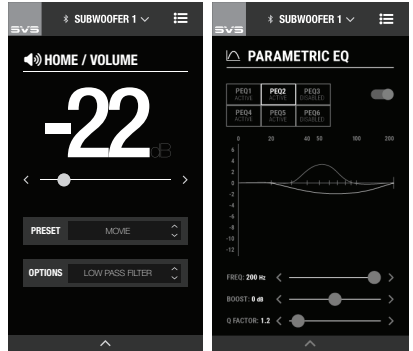 SVS
SUBWOOFER 1
HOME / VOLUME
-22
dB
PRESET MOVIE
OPTIONS LOW PASS FILTER
SVS
SUBWOOFER 1
PARAMETRIC EQ
PEQ1 PEQ2 PEQ3
ACTIVE ACTIVE DISABLED
PEQ4 PEQ5 PEQ6
ACTIVE ACTIVE DISABLED
0 20 40 50 100 200
6
4
2
0
-2
-4
-6
-8
-10
-12
FREQ: 200 Hz
BOOST: 0 dB
Q FACTOR: 1.2